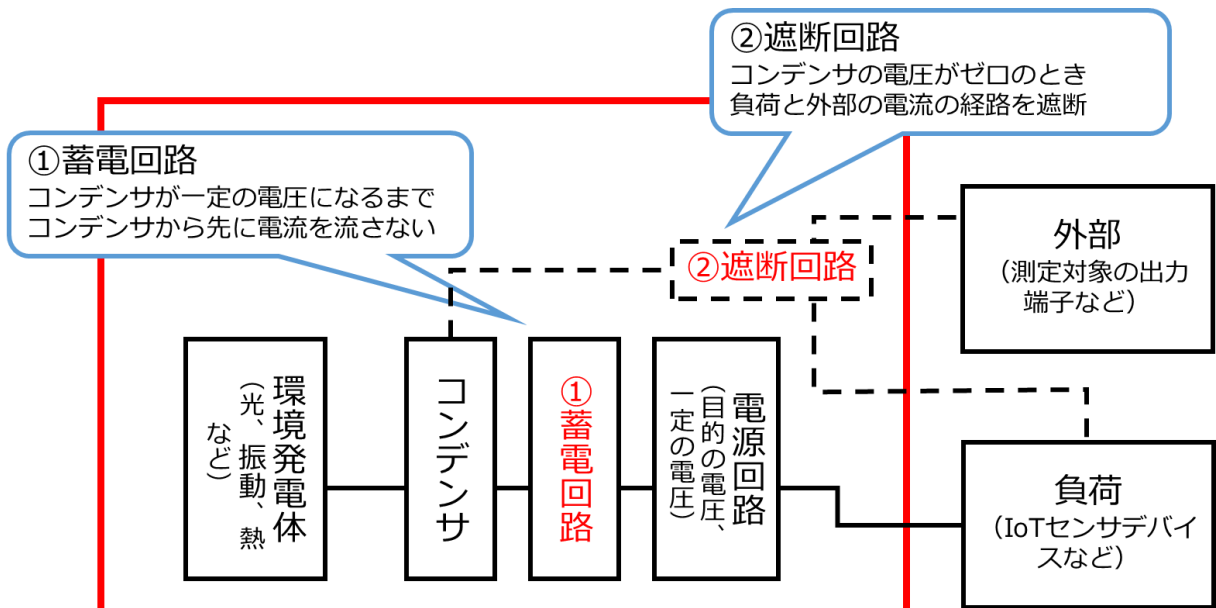 ②遮断回路
コンデンサの電圧がゼロのとき
負荷と外部の電流の経路を遮断
①蓄電回路
コンデンサが一定の電圧になるまで
コンデンサから先に電流を流さない
②遮断回路
外部
（測定対象の出力
端子など）
環境発電体
（光、振動、熱
など）
コンデンサ
①蓄電回路
電源回路
（目的の電圧、
一定の電圧）
負荷
（IoTセンサデバイ
スなど）